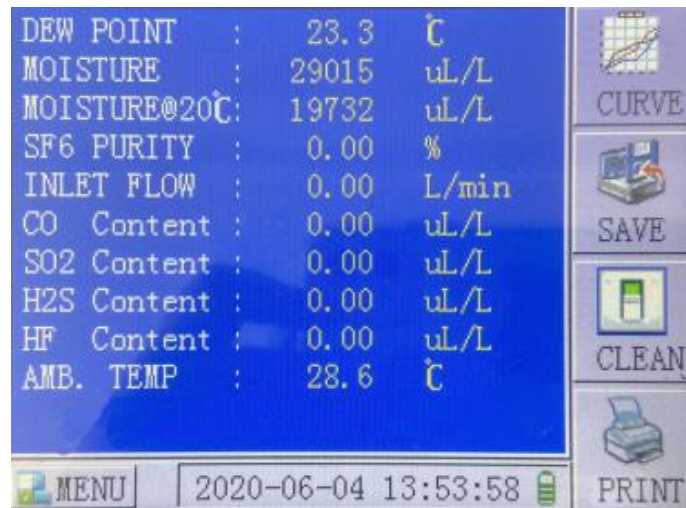 DEW POINT : 23.3 ℃
MOISTURE : 29015 uL/L
MOISTURE@20℃: 19732 uL/L
SF6 PURITY : 0.00 %
INLET FLOW : 0.00 L/min
CO Content : 0.00 uL/L
SO2 Content : 0.00 uL/L
H2S Content : 0.00 uL/L
HF Content : 0.00 uL/L
AMB. TEMP : 28.6 ℃
CURVE
SAVE
CLEAN
PRINT
MENU
2020-06-04 13:53:58